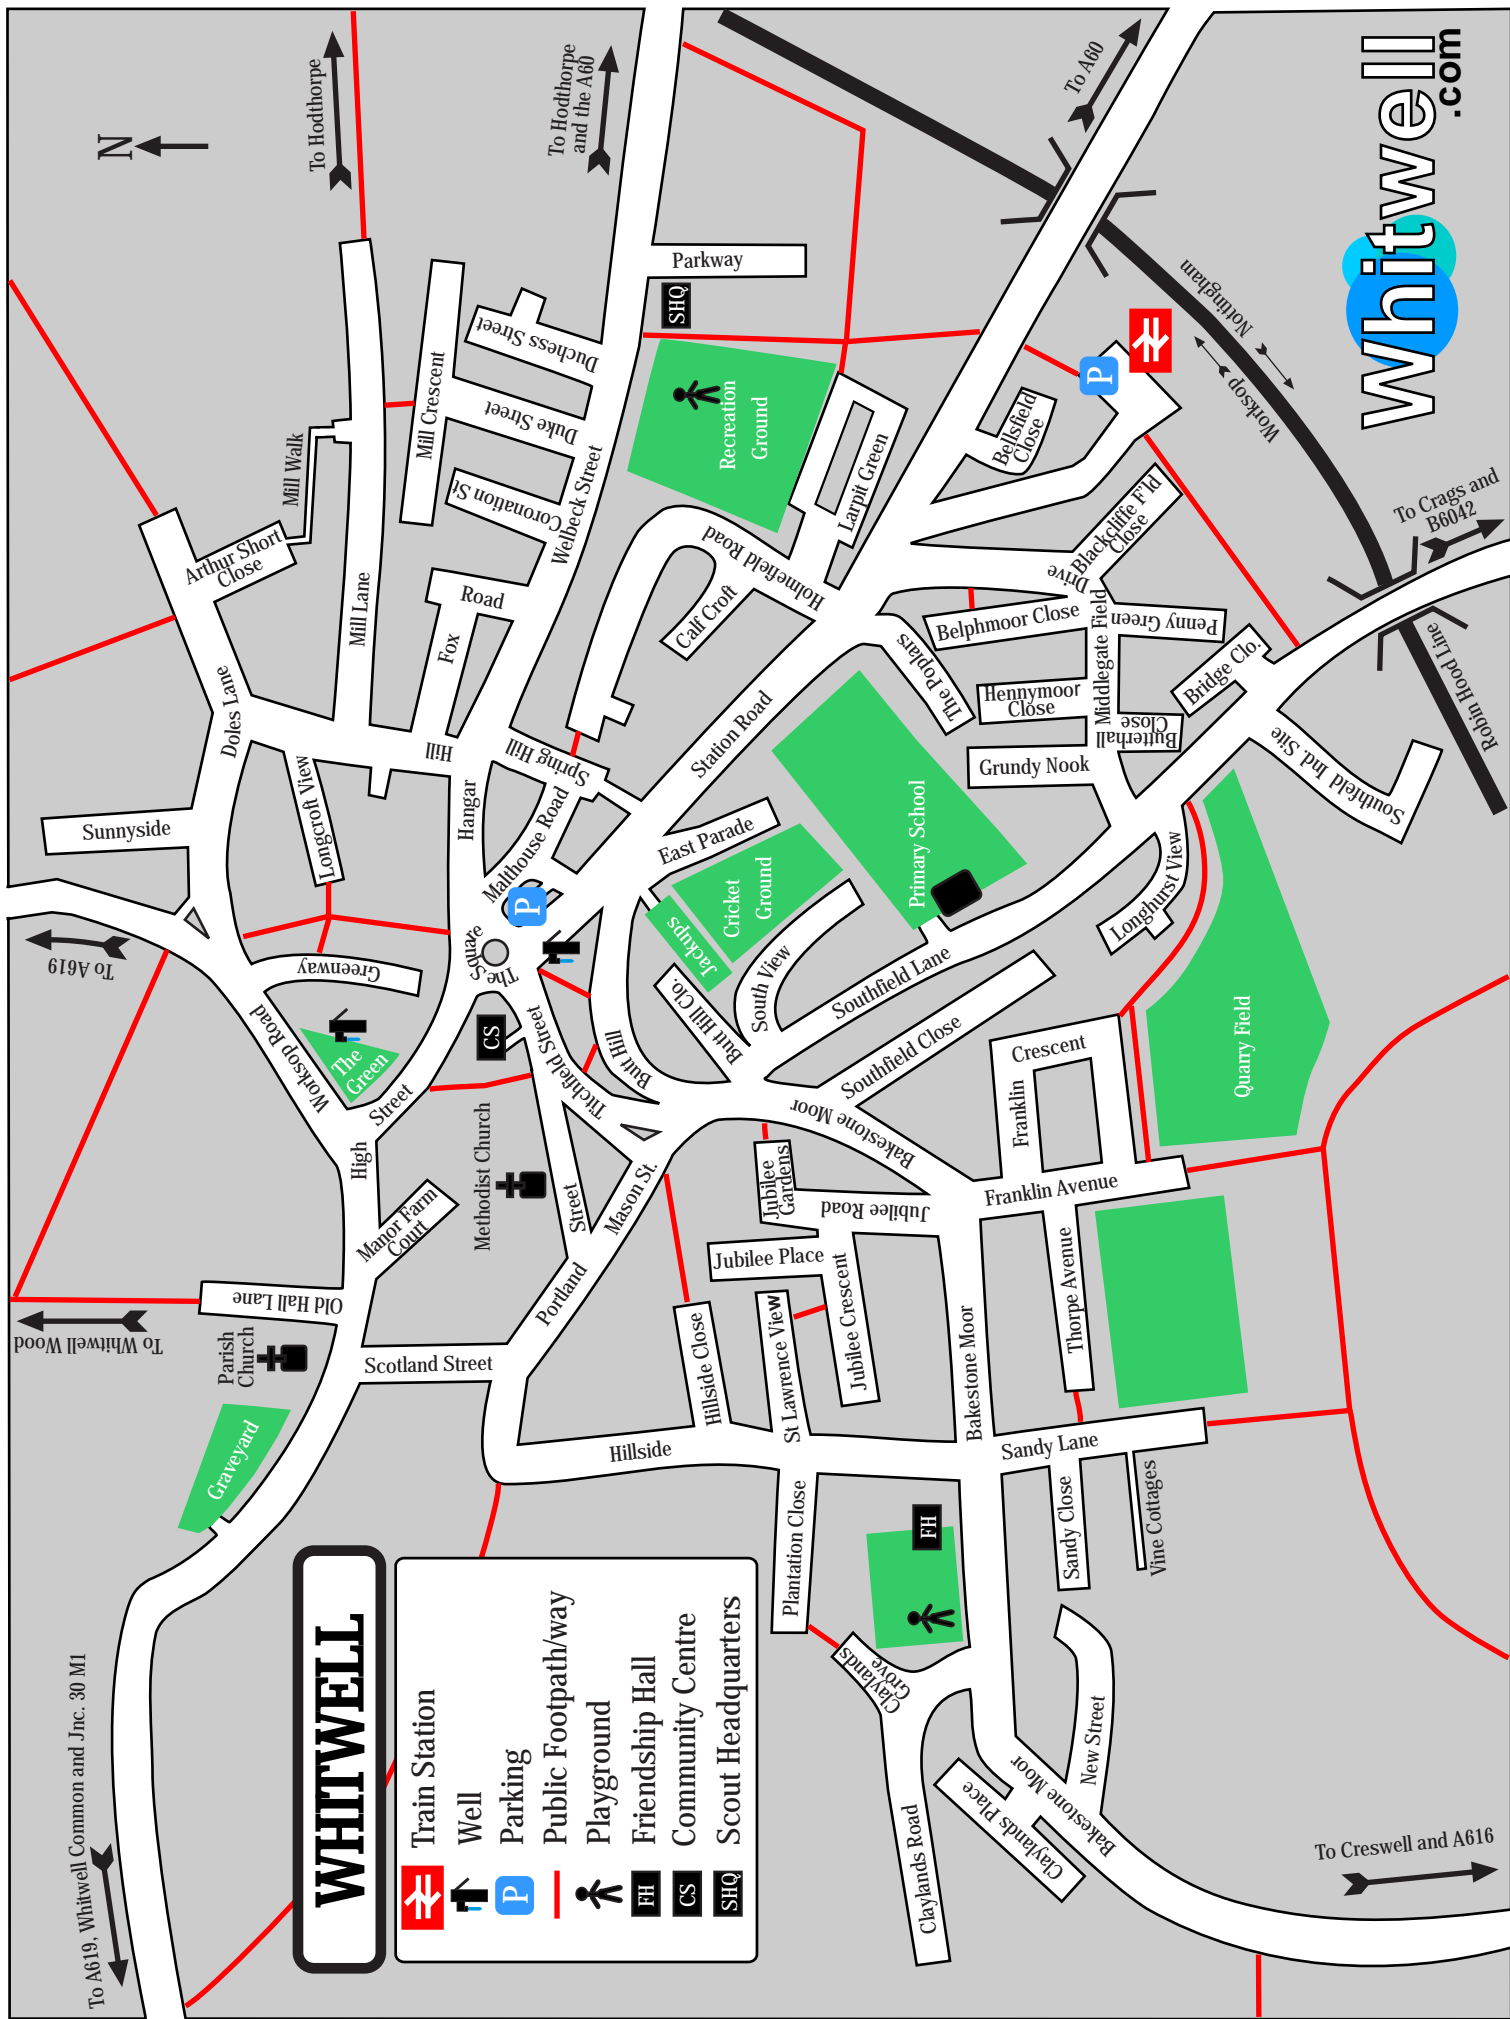 To A619, Whitwell Common and Jnc. 30 M1
To Whitwell Wood
To A619
N
To Hodthorpe
To Hodthorpe
and the A60
To A60
whitwell
.com
WHITWELL
Train Station
Well
P
Parking
Public Footpath/way
Playground
FH
Friendship Hall
CS
Community Centre
SHQ
Scout Headquarters
Graveyard
Parish
Church
Old Hall Lane
Scotland Street
Manor Farm
Court
High
Street
Worksop Road
The
Green
Greenway
Sunnyside
Doles Lane
Longcroft View
Arthur Short
Close
Mill Walk
Mill Lane
Mill Crescent
Duchess Street
Duke Street
Coronation St
Welbeck Street
Fox
Road
Hangar
Hill
Spring Hill
Malthouse Road
P
The Square
CS
Titchfield Street
Methodist Church
Street
Portland
Mason St.
Butt Hill
Butt Hill Clo.
Jackups
Cricket
Ground
East Parade
Station Road
South View
Parkway
SHQ
Recreation
Ground
Larpit Green
Holmefield Road
Calf Croft
Bellsfield
Close
P
Nottingham
Worksop
To Crags and
B6042
Robin Hood Line
Blackcliffe F'ld
Close
Drive
Belphmoor Close
Penny Green
The Poplars
Hennymoor
Close
Middlegate Field
Butterhall
Close
Grundy Nook
Bridge Clo.
Southfield Ind. Site
Primary School
Longhurst View
Southfield Lane
Southfield Close
Quarry Field
Bakestone Moor
Franklin
Crescent
Franklin Avenue
Thorpe Avenue
Jubilee
Gardens
Jubilee Road
Jubilee Place
Jubilee Crescent
St Lawrence View
Hillside Close
Hillside
Bakestone Moor
Sandy Lane
Sandy Close
Vine Cottages
Plantation Close
FH
Claylands
Grove
Claylands Road
Claylands Place
Bakestone Moor
New Street
To Creswell and A616